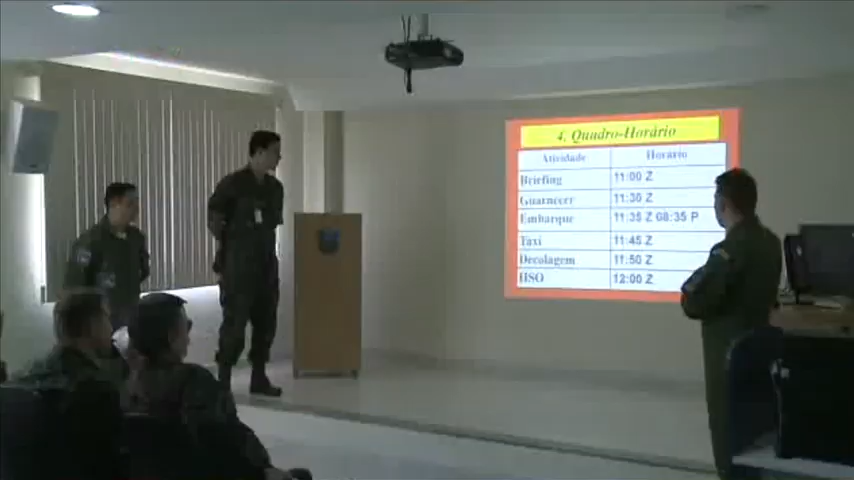 4. Quadro-Horário
Atividade Horário
Briefing 11:00 Z
Guarnecer 11:30 Z
Embarque 11:35 Z 08:35 P
Taxi 11:45 Z
Decolagem 11:50 Z
HSO 12:00 Z